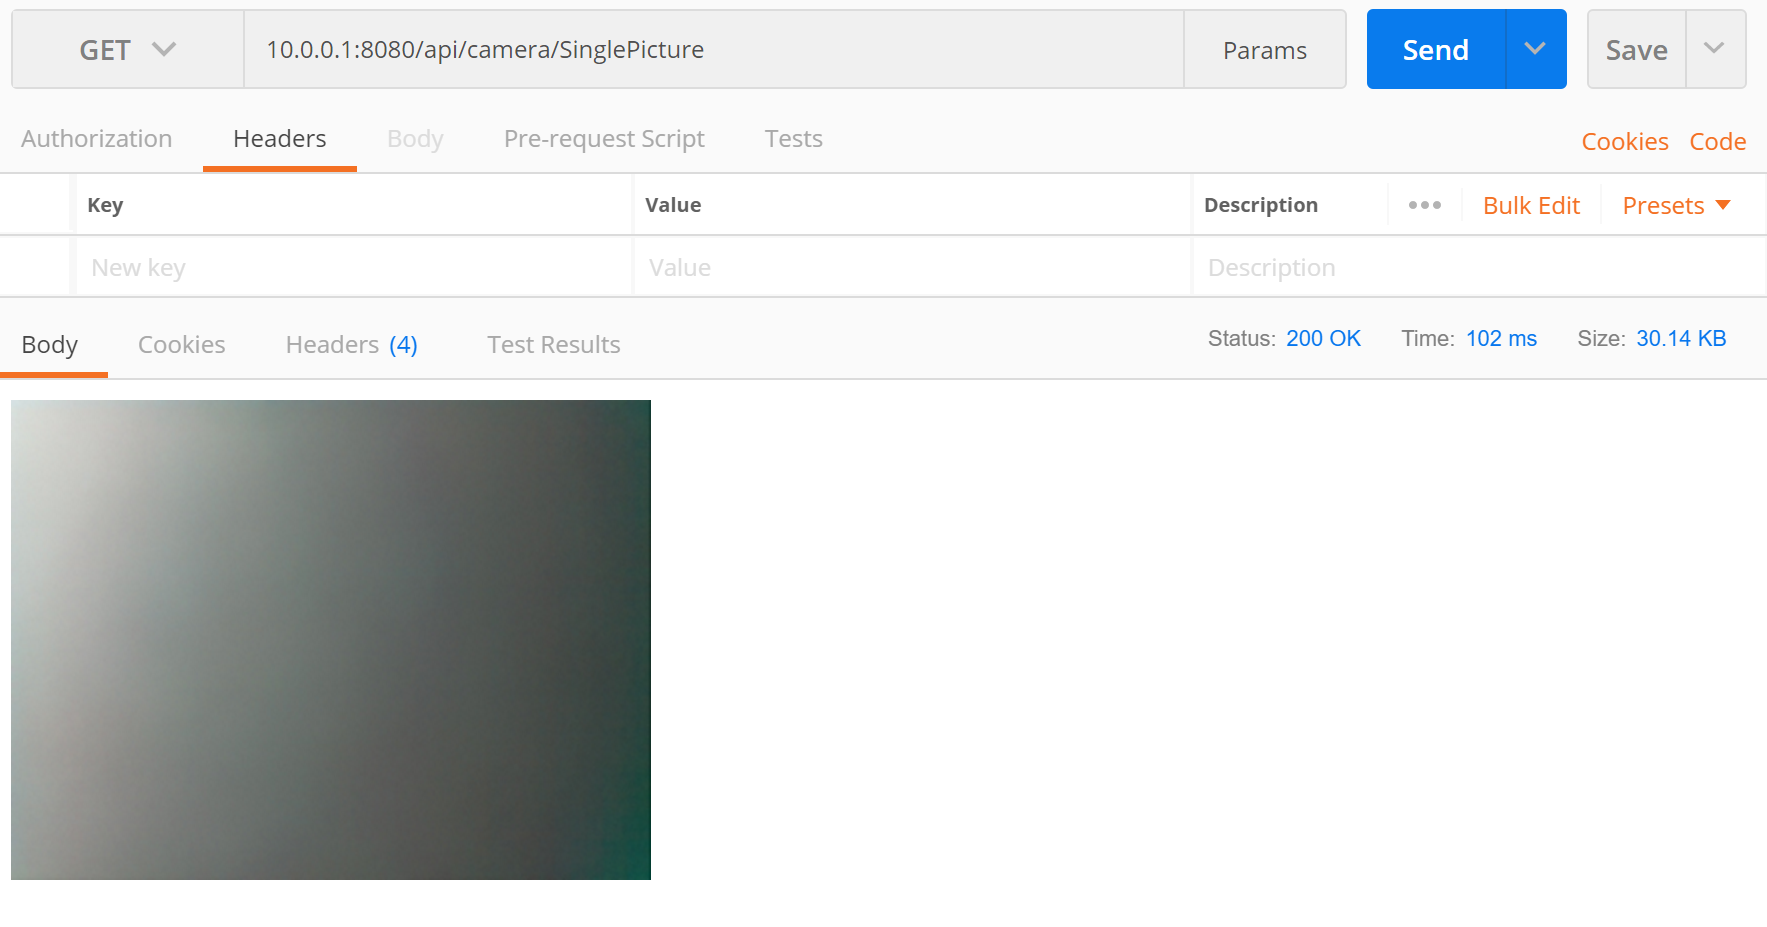 GET 10.0.0.1:8080/api/camera/SinglePicture Params Send Save
Authorization Headers Body Pre-request Script Tests Cookies Code
Key Value Description ••• Bulk Edit Presets
New key Value Description
Body Cookies Headers (4) Test Results Status: 200 OK Time: 102 ms Size: 30.14 KB